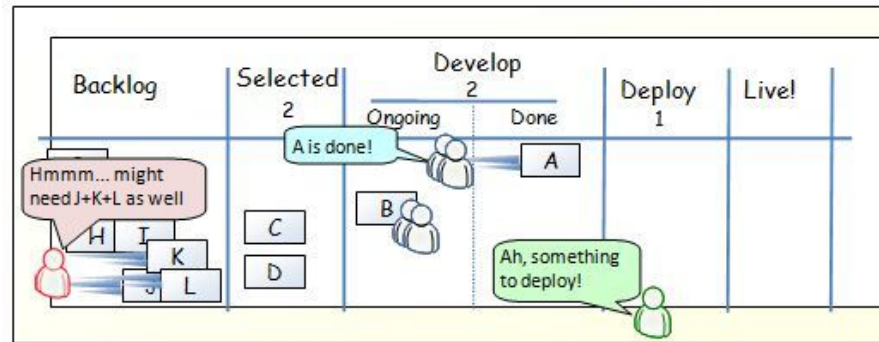 Backlog
Selected
2
Develop
2
Ongoing
Done
Deploy
1
Live!
A is done!
A
Hmmm... might
need J+K+L as well
B
H
I
C
K
D
J
L
Ah, something
to deploy!